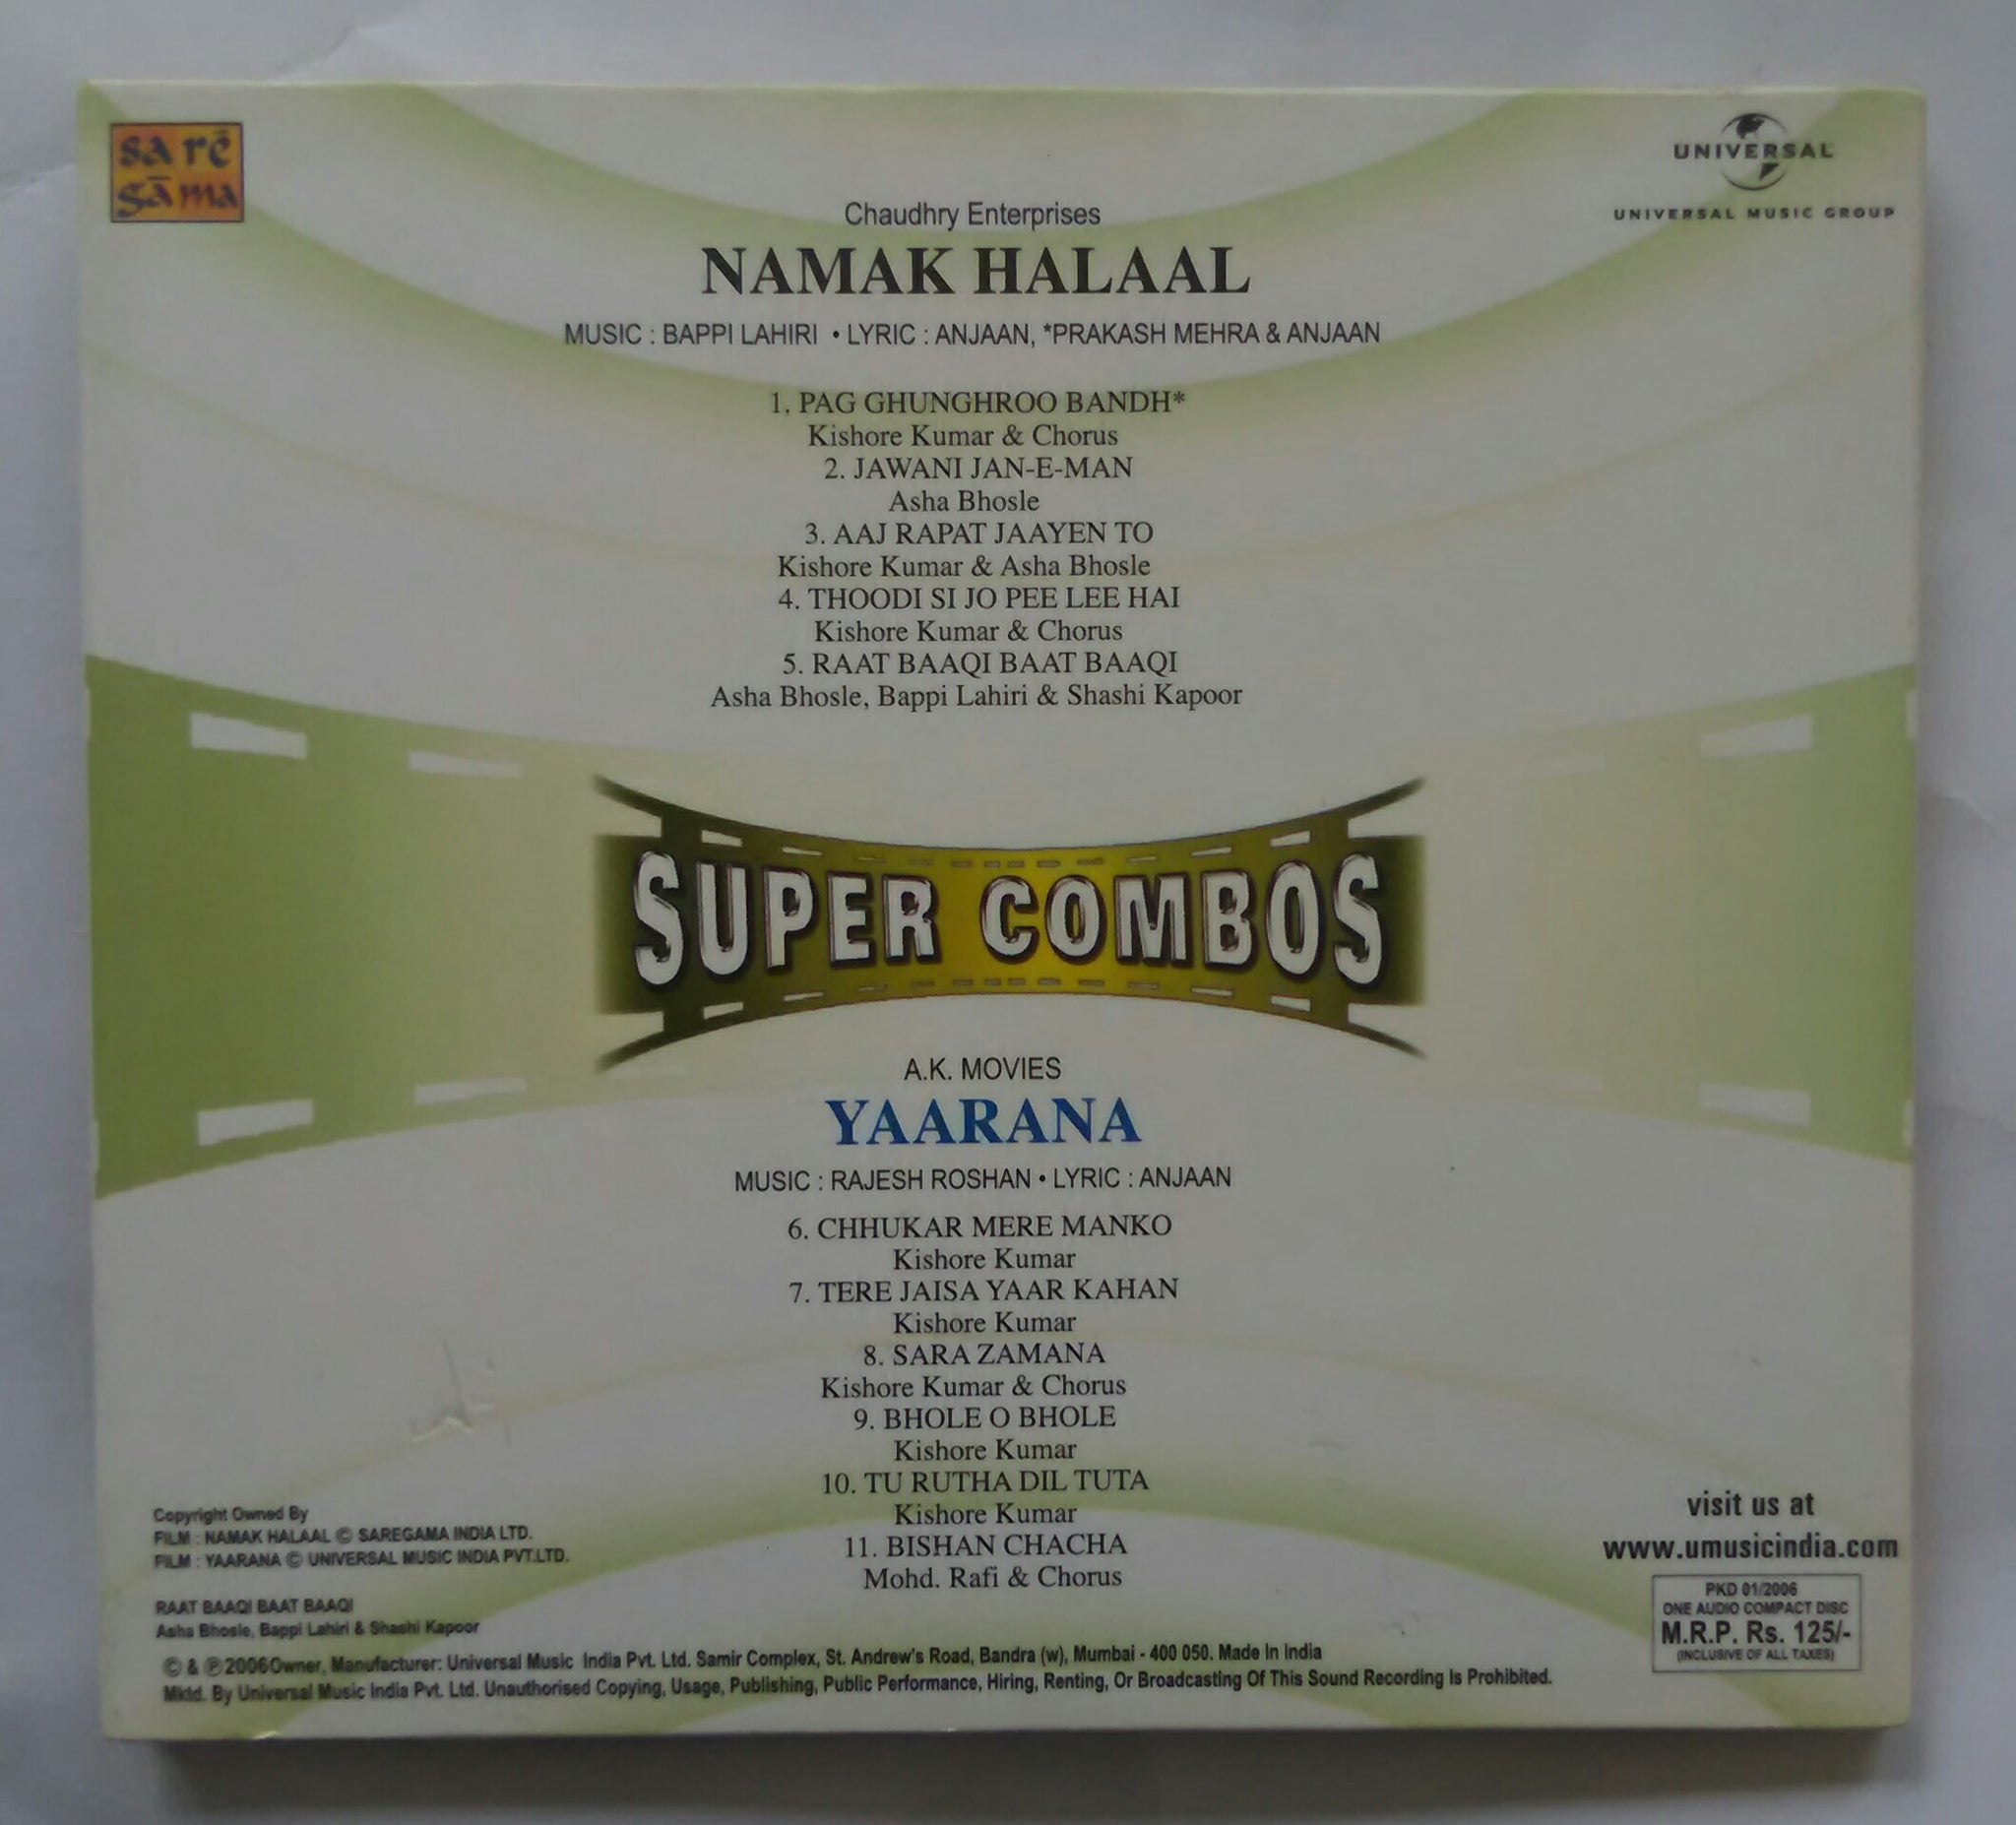 sa rē
gā ma
UNIVERSAL
UNIVERSAL MUSIC GROUP
Chaudhry Enterprises
NAMAK HALAAL
MUSIC : BAPPI LAHIRI • LYRIC : ANJAAN, *PRAKASH MEHRA & ANJAAN
1. PAG GHUNGHROO BANDH*
Kishore Kumar & Chorus
2. JAWANI JAN-E-MAN
Asha Bhosle
3. AAJ RAPAT JAAYEN TO
Kishore Kumar & Asha Bhosle
4. THOODI SI JO PEE LEE HAI
Kishore Kumar & Chorus
5. RAAT BAAQI BAAT BAAQI
Asha Bhosle, Bappi Lahiri & Shashi Kapoor
SUPER COMBOS
A.K. MOVIES
YAARANA
MUSIC : RAJESH ROSHAN • LYRIC : ANJAAN
6. CHHUKAR MERE MANKO
Kishore Kumar
7. TERE JAISA YAAR KAHAN
Kishore Kumar
8. SARA ZAMANA
Kishore Kumar & Chorus
9. BHOLE O BHOLE
Kishore Kumar
10. TU RUTHA DIL TUTA
Kishore Kumar
11. BISHAN CHACHA
Mohd. Rafi & Chorus
Copyright Owned By
FILM : NAMAK HALAAL © SAREGAMA INDIA LTD.
FILM : YAARANA © UNIVERSAL MUSIC INDIA PVT.LTD.
RAAT BAAQI BAAT BAAQI
Asha Bhosle, Bappi Lahiri & Shashi Kapoor
© & ℗ 2006Owner, Manufacturer: Universal Music India Pvt. Ltd. Samir Complex, St. Andrew's Road, Bandra (w), Mumbai - 400 050. Made In India
Mktd. By Universal Music India Pvt. Ltd. Unauthorised Copying, Usage, Publishing, Public Performance, Hiring, Renting, Or Broadcasting Of This Sound Recording Is Prohibited.
visit us at
www.umusicindia.com
PKD 01/2006
ONE AUDIO COMPACT DISC
M.R.P. Rs. 125/-
(INCLUSIVE OF ALL TAXES)